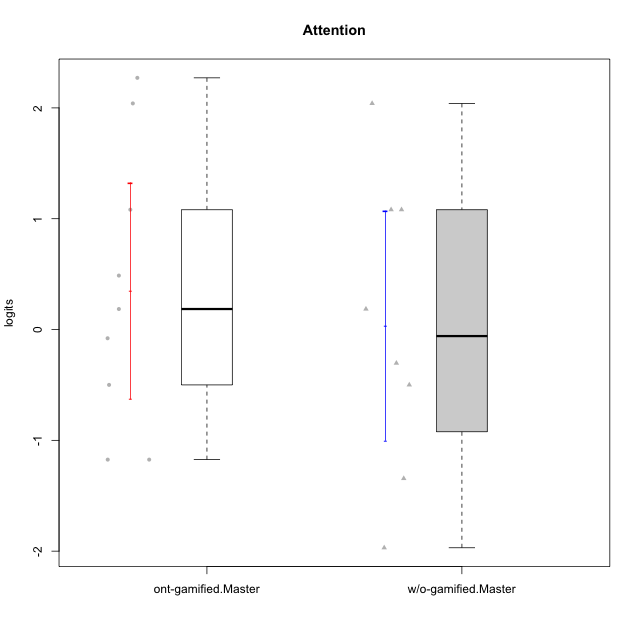 Attention
logits
2
1
0
-1
-2
ont-gamified.Master
w/o-gamified.Master